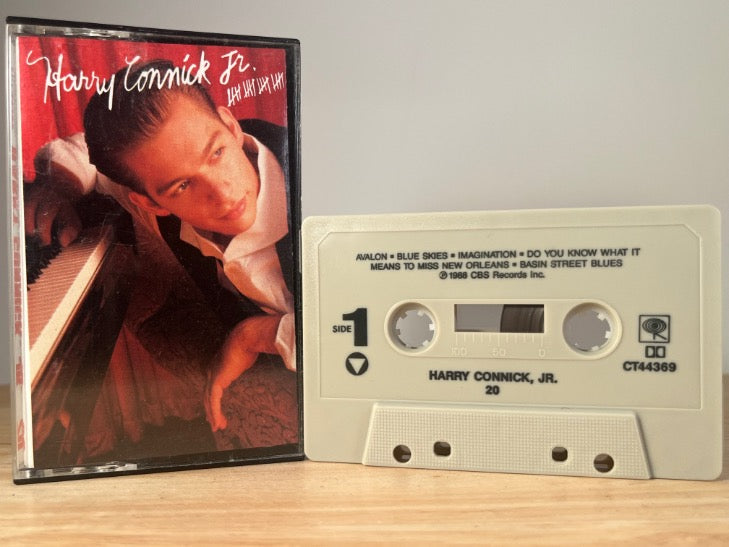 Harry Connick Jr.
AVALON ▪ BLUE SKIES ▪ IMAGINATION ▪ DO YOU KNOW WHAT IT
MEANS TO MISS NEW ORLEANS ▪ BASIN STREET BLUES
℗1988 CBS Records Inc.
SIDE 1
100 50 0
CT44369
HARRY CONNICK, JR.
20